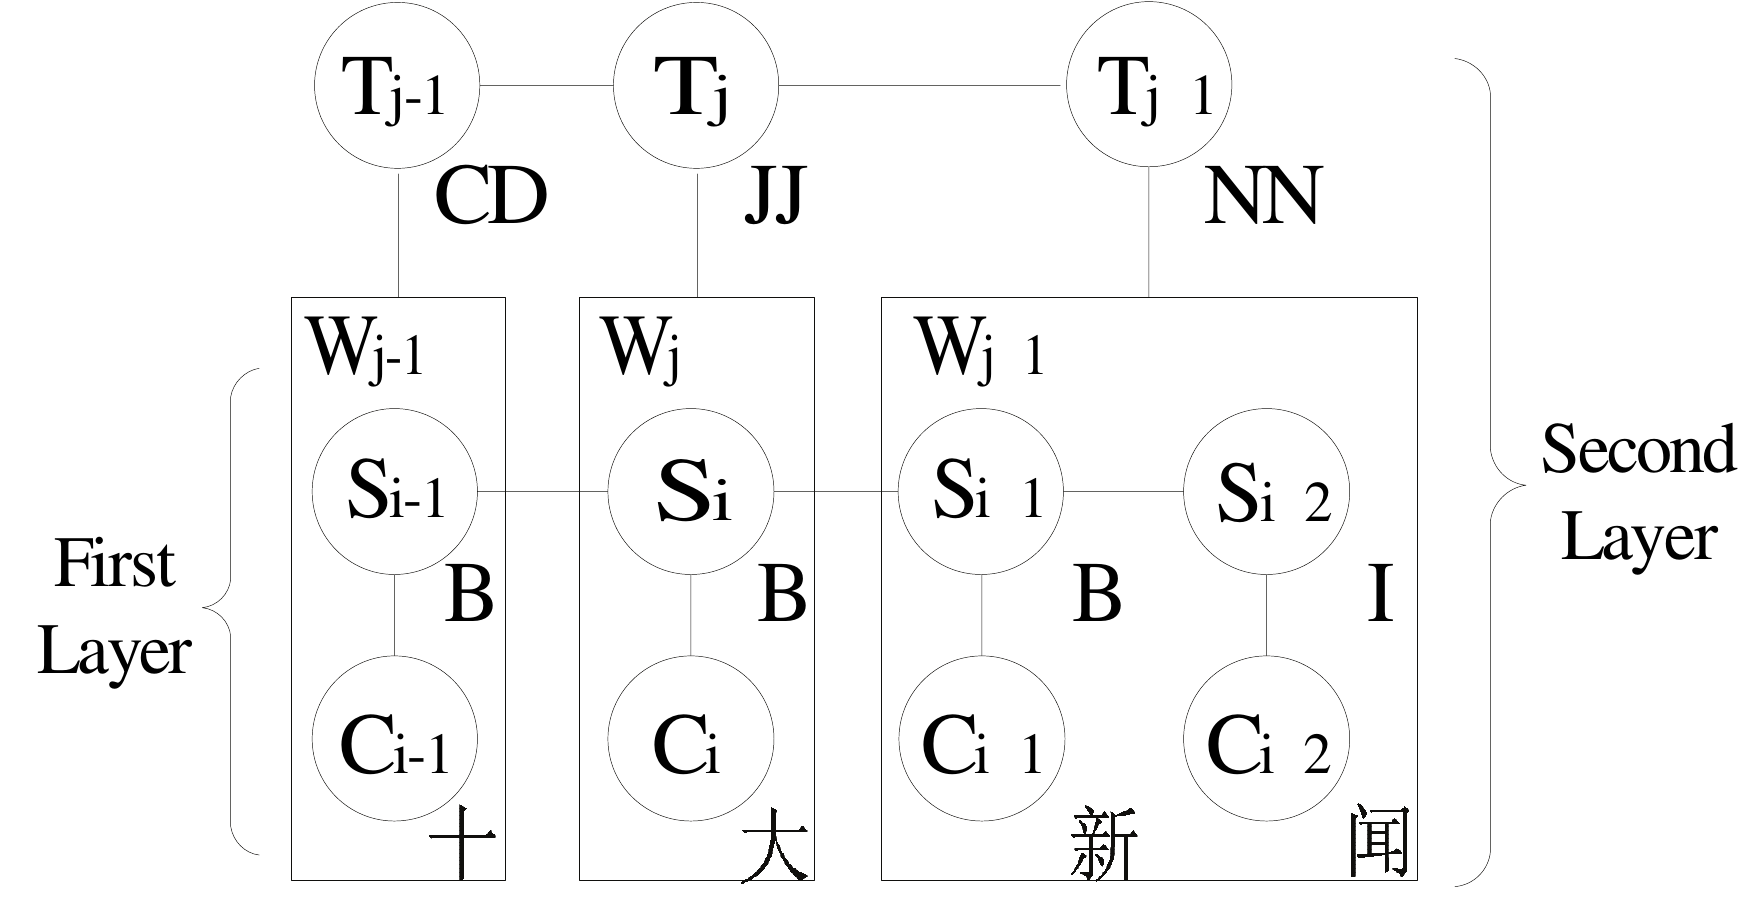 Tj-1 Tj Tj 1
CD JJ NN
Wj-1 Wj Wj 1
Si-1 Si Si 1 Si 2
Second
Layer
First
Layer
B B B I
Ci-1 Ci Ci 1 Ci 2
十 大 新 闻